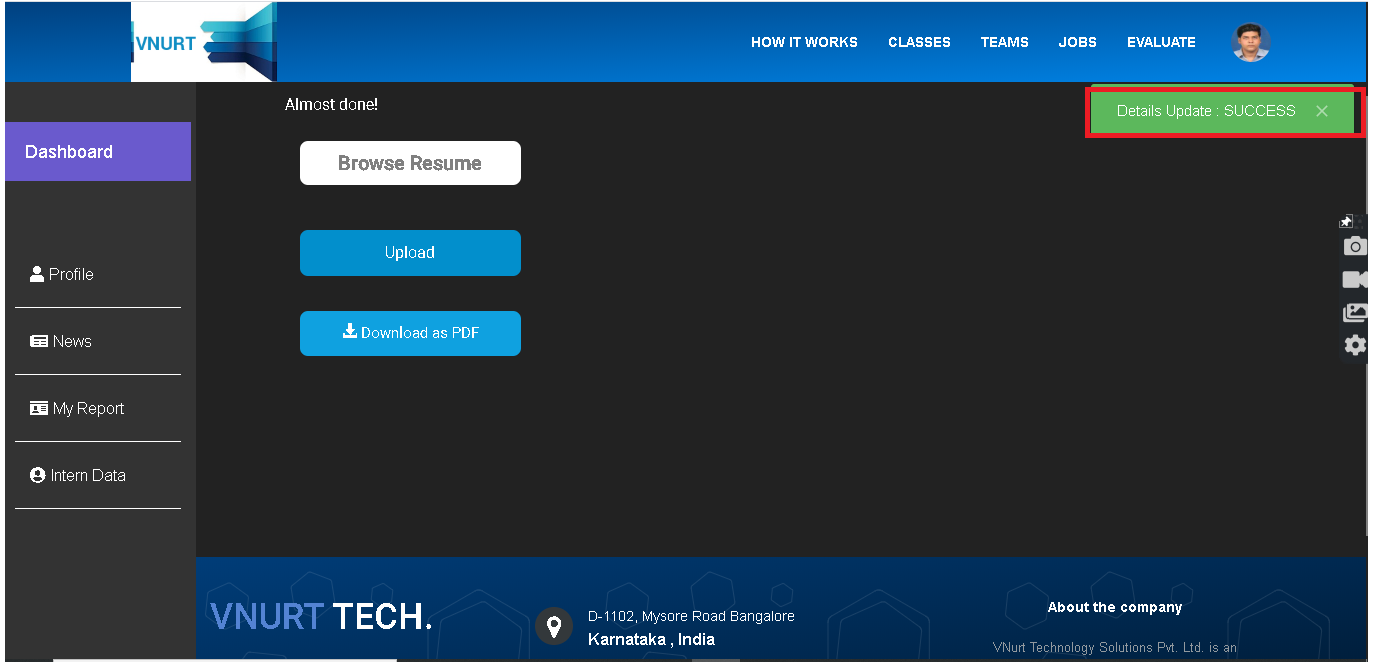 VNURT
HOW IT WORKS
CLASSES
TEAMS
JOBS
EVALUATE
Almost done!
Details Update : SUCCESS ×
Dashboard
Browse Resume
Upload
Download as PDF
Profile
News
My Report
Intern Data
VNURT TECH.
D-1102, Mysore Road Bangalore
Karnataka , India
About the company
VNurt Technology Solutions Pvt. Ltd. is an